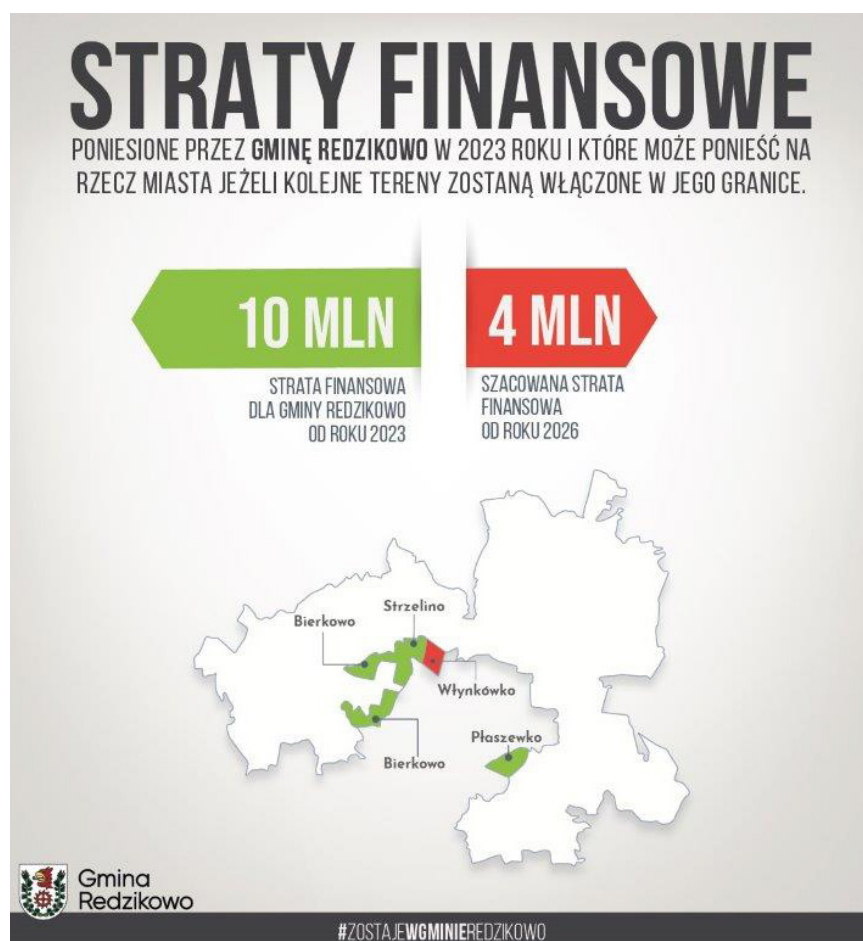 STRATY FINANSOWE
PONIESIONE PRZEZ GMINĘ REDZIKOWO W 2023 ROKU I KTÓRE MOŻE PONIEŚĆ NA
RZECZ MIASTA JEŻELI KOLEJNE TERENY ZOSTANĄ WŁĄCZONE W JEGO GRANICE.
10 MLN
STRATA FINANSOWA
DLA GMINY REDZIKOWO
OD ROKU 2023
4 MLN
SZACOWANA STRATA
FINANSOWA
OD ROKU 2026
Strzelino
Bierkowo
Włynkówko
Płaszewko
Bierkowo
Gmina
Redzikowo
#ZOSTAJEWGMINIEREDZIKOWO